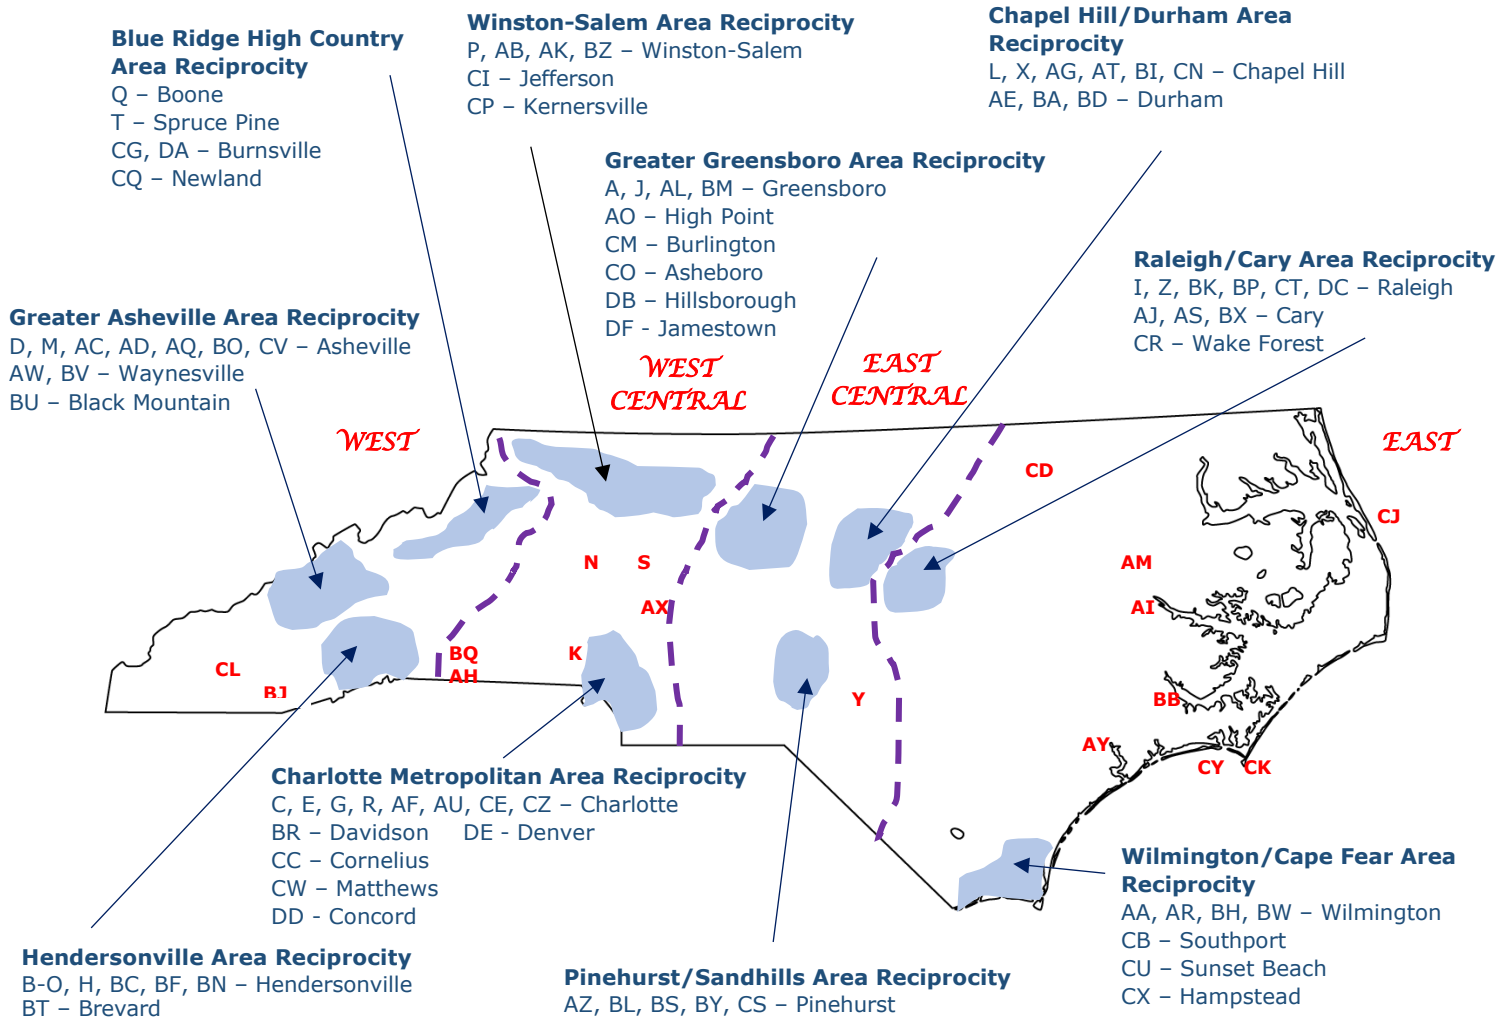 Blue Ridge High Country
Area Reciprocity
Q – Boone
T – Spruce Pine
CG, DA – Burnsville
CQ – Newland
Winston-Salem Area Reciprocity
P, AB, AK, BZ – Winston-Salem
CI – Jefferson
CP – Kernersville
Chapel Hill/Durham Area
Reciprocity
L, X, AG, AT, BI, CN – Chapel Hill
AE, BA, BD – Durham
Greater Greensboro Area Reciprocity
A, J, AL, BM – Greensboro
AO – High Point
CM – Burlington
CO – Asheboro
DB – Hillsborough
DF - Jamestown
Raleigh/Cary Area Reciprocity
I, Z, BK, BP, CT, DC – Raleigh
AJ, AS, BX – Cary
CR – Wake Forest
Greater Asheville Area Reciprocity
D, M, AC, AD, AQ, BO, CV – Asheville
AW, BV – Waynesville
BU – Black Mountain
WEST
WEST
CENTRAL
EAST
CENTRAL
EAST
CD
CJ
N S
AM
AX
AI
CL
BJ
BQ
AH
K
Y
BB
AY
CY CK
Charlotte Metropolitan Area Reciprocity
C, E, G, R, AF, AU, CE, CZ – Charlotte
BR – Davidson DE - Denver
CC – Cornelius
CW – Matthews
DD - Concord
Wilmington/Cape Fear Area
Reciprocity
AA, AR, BH, BW – Wilmington
CB – Southport
CU – Sunset Beach
CX – Hampstead
Hendersonville Area Reciprocity
B-O, H, BC, BF, BN – Hendersonville
BT – Brevard
Pinehurst/Sandhills Area Reciprocity
AZ, BL, BS, BY, CS – Pinehurst